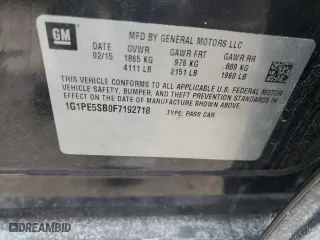 GM
MFD BY GENERAL MOTORS LLC
02/15 GVWR GAWR FRT GAWR RR
1865 KG 976 KG 889 KG
4111 LB 2151 LB 1960 LB
THIS VEHICLE CONFORMS TO ALL APPLICABLE U.S. FEDERAL MOTOR
VEHICLE SAFETY, BUMPER, AND THEFT PREVENTION STANDARDS
IN EFFECT ON THE DATE OF MANUFACTURE SHOWN ABOVE.
1G1PE5SB0F7192718 TYPE: PASS CAR